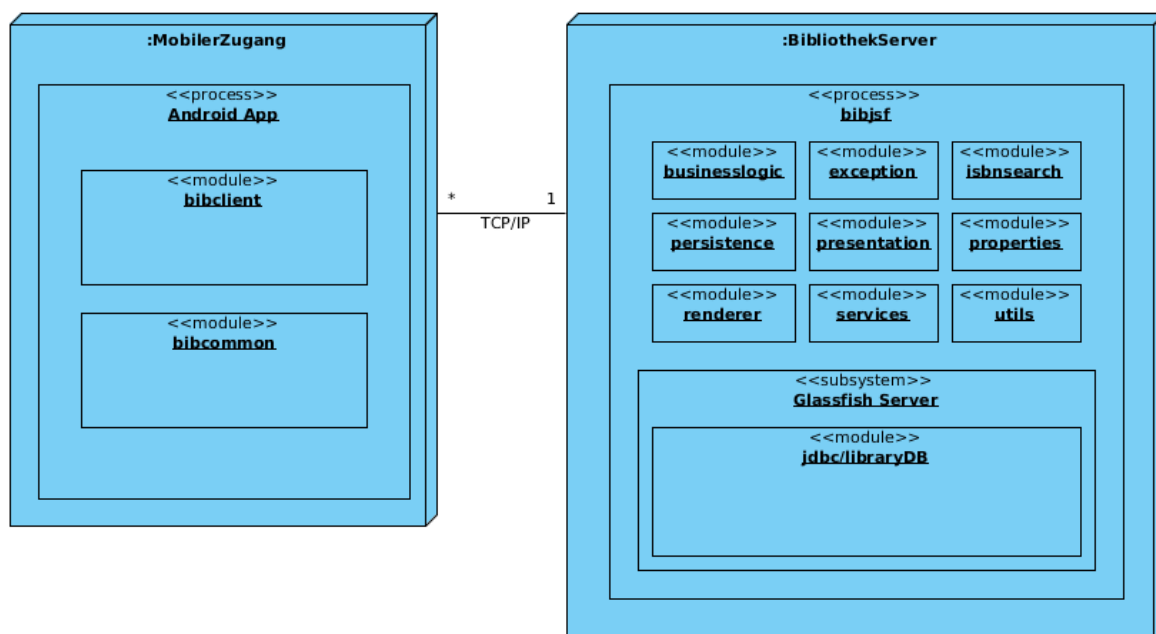 :MobilerZugang
<<process>>
Android App
<<module>>
bibclient
<<module>>
bibcommon
* 1
TCP/IP
:BibliothekServer
<<process>>
bibjsf
<<module>> <<module>> <<module>>
businesslogic exception isbnsearch
<<module>> <<module>> <<module>>
persistence presentation properties
<<module>> <<module>> <<module>>
renderer services utils
<<subsystem>>
Glassfish Server
<<module>>
jdbc/libraryDB